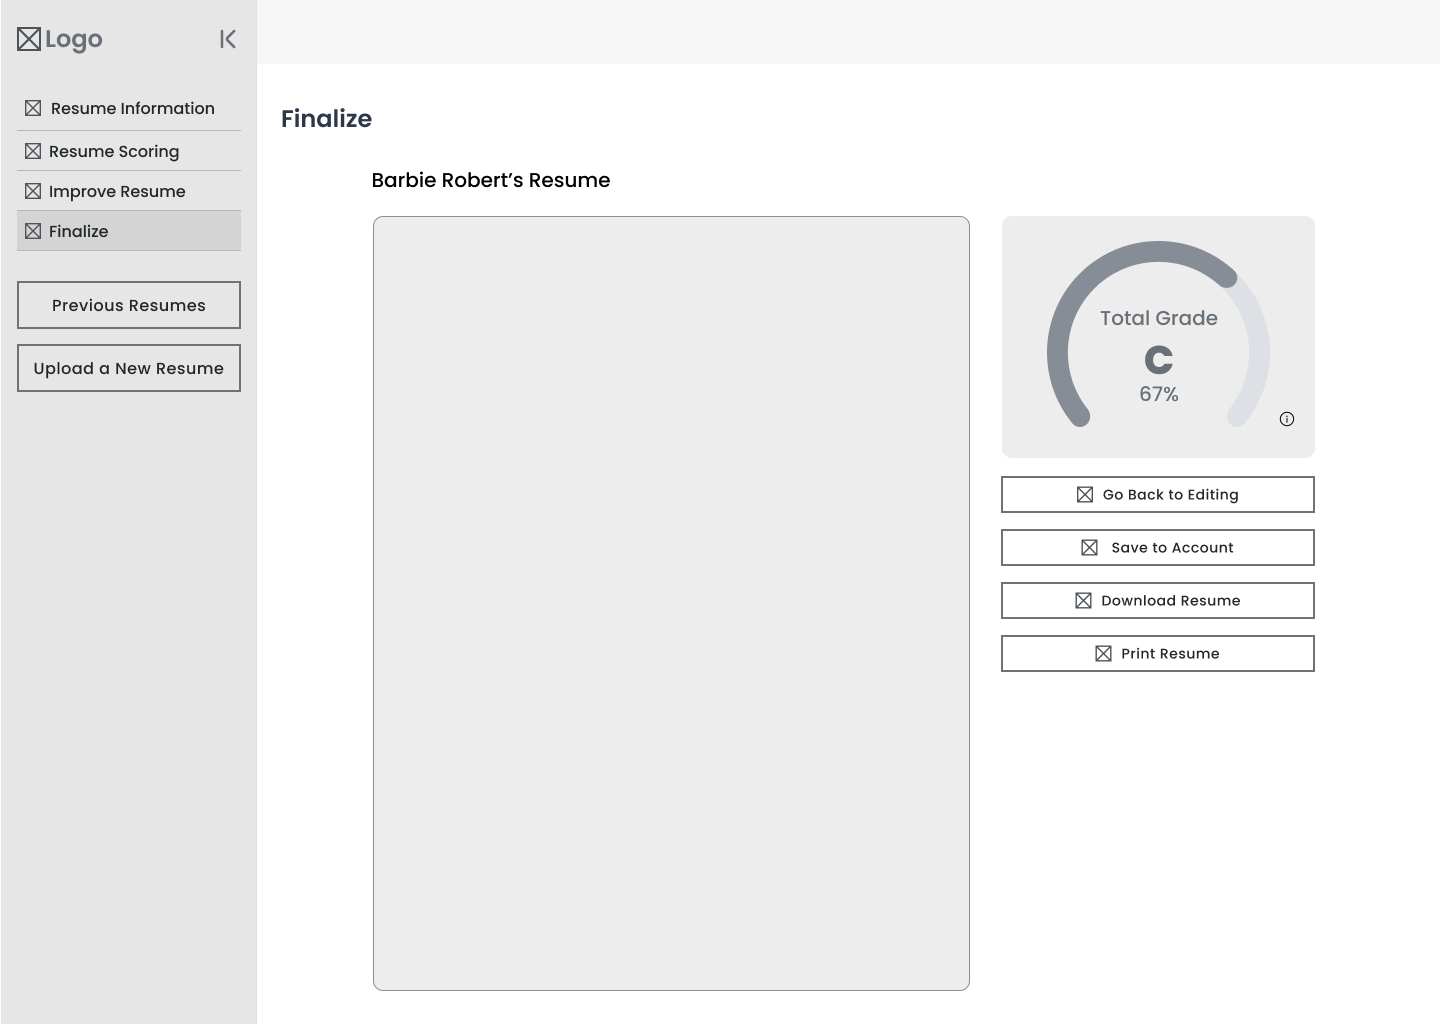 Logo
Resume Information
Resume Scoring
Improve Resume
Finalize
Previous Resumes
Upload a New Resume
Finalize
Barbie Robert’s Resume
Total Grade
C
67%
Go Back to Editing
Save to Account
Download Resume
Print Resume